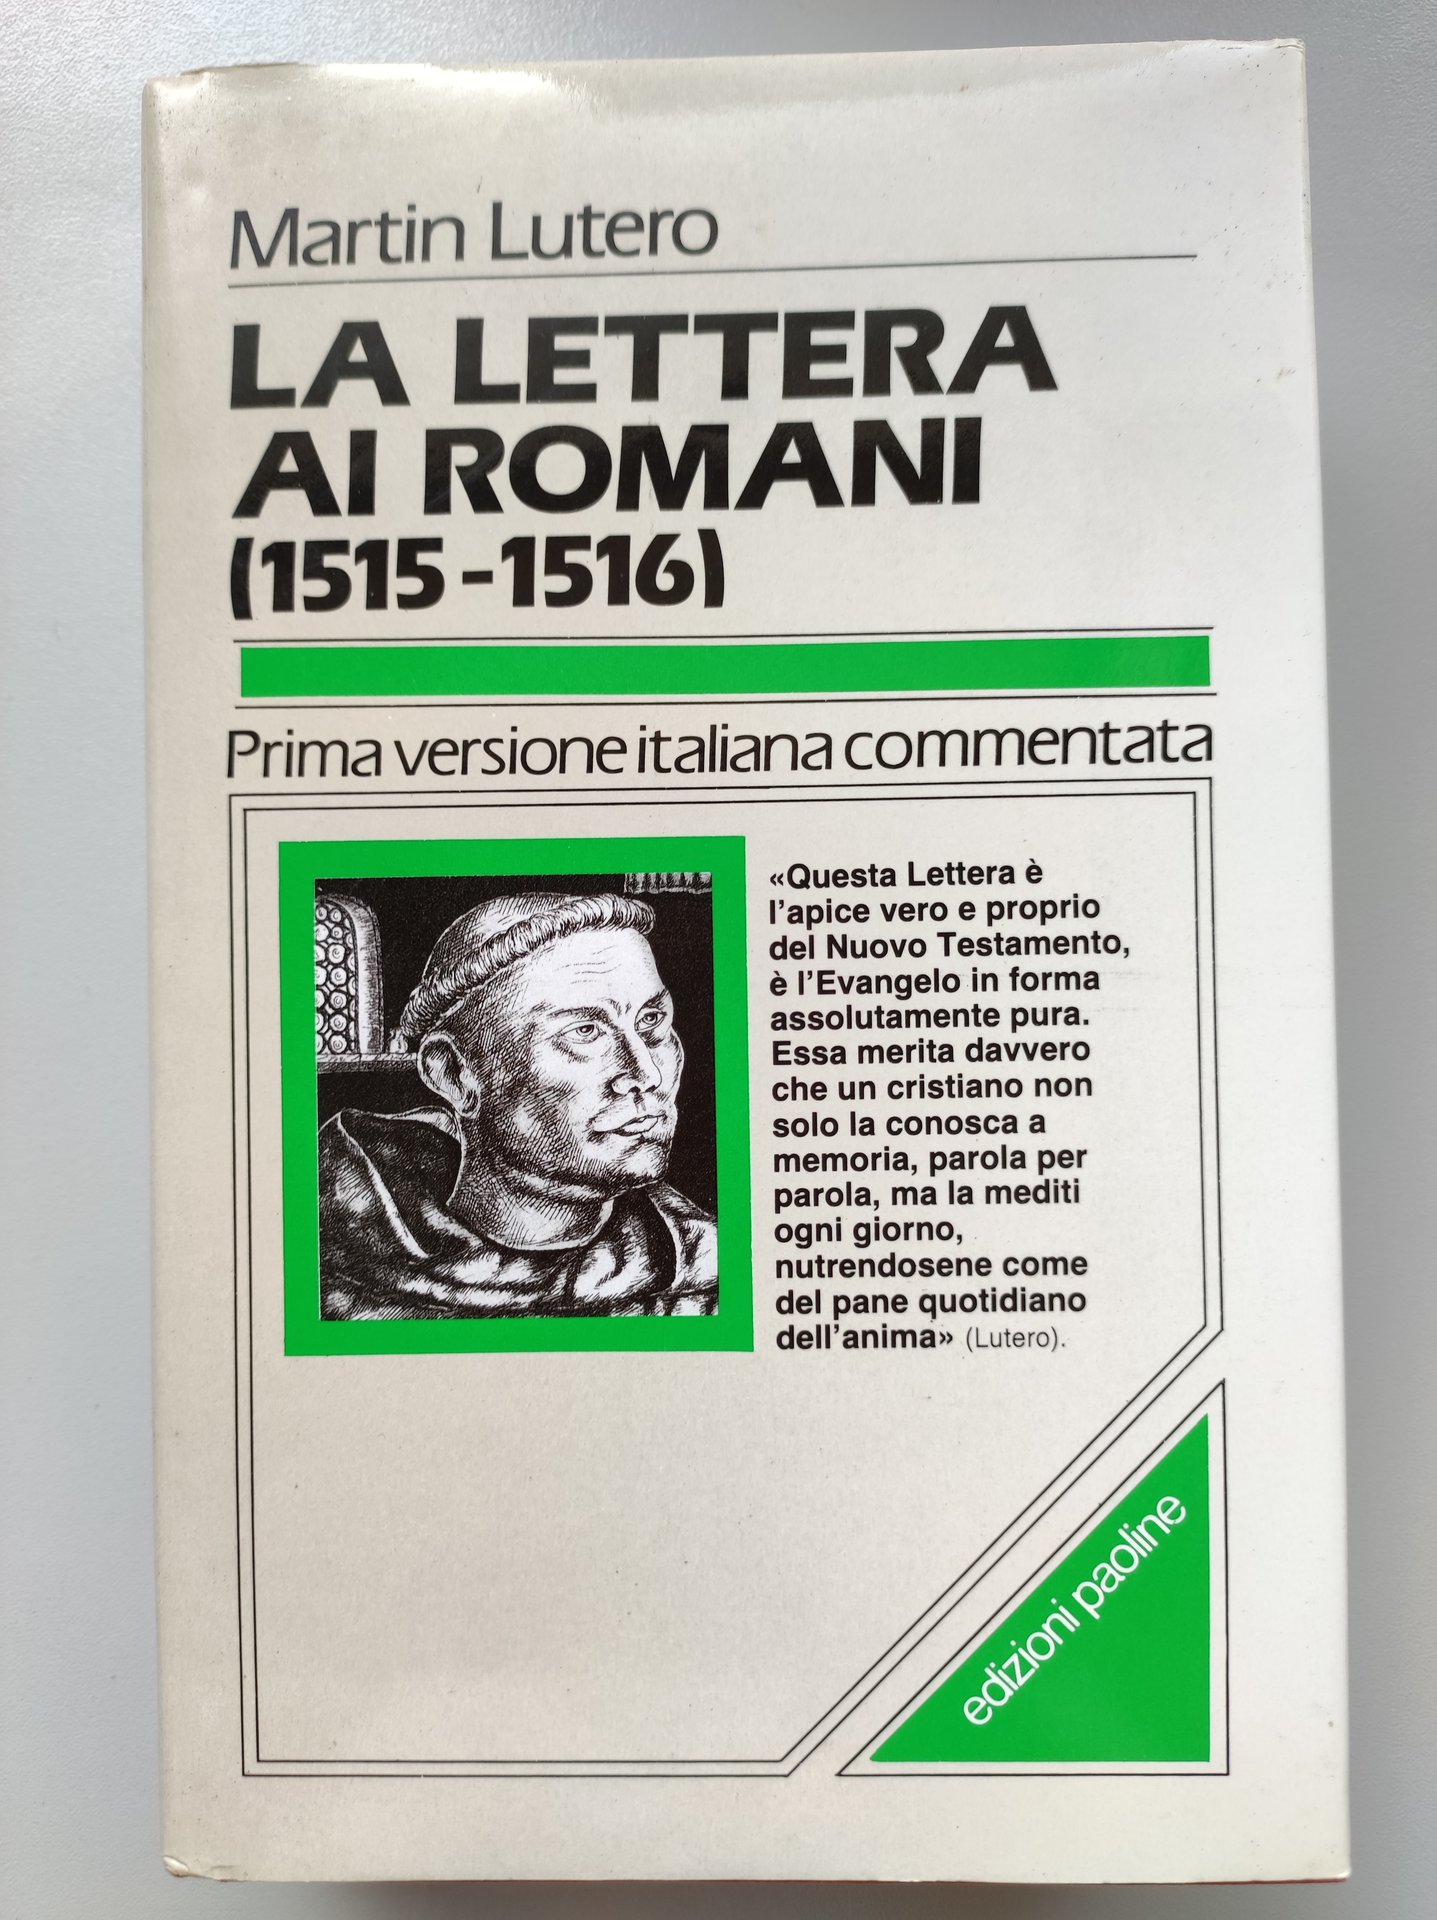 Martin Lutero
LA LETTERA
AI ROMANI
(1515-1516)
Prima versione italiana commentata
«Questa Lettera è
l'apice vero e proprio
del Nuovo Testamento,
è l'Evangelo in forma
assolutamente pura.
Essa merita davvero
che un cristiano non
solo la conosca a
memoria, parola per
parola, ma la mediti
ogni giorno,
nutrendosene come
del pane quotidiano
dell'anima» (Lutero).
edizioni paoline